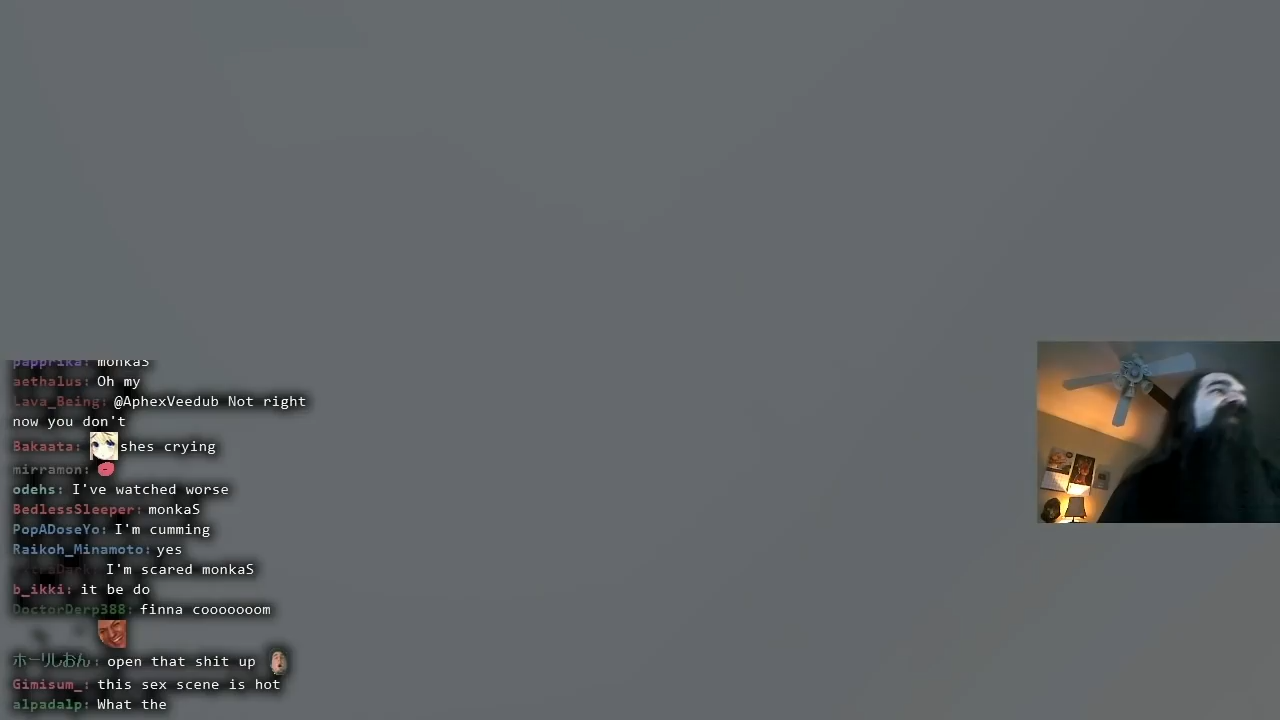 papprika: monkaS
aethalus: Oh my
Lava_Being: @AphexVeedub Not right
now you don't
Bakaata: shes crying
mirramon:
odehs: I've watched worse
BedlessSleeper: monkaS
PopADoseYo: I'm cumming
Raikoh_Minamoto: yes
I'm scared monkaS
b_ikki: it be do
DoctorDerp388: finna cooooooom
ホーリしおん: open that shit up
Gimisum_: this sex scene is hot
alpadalp: What the